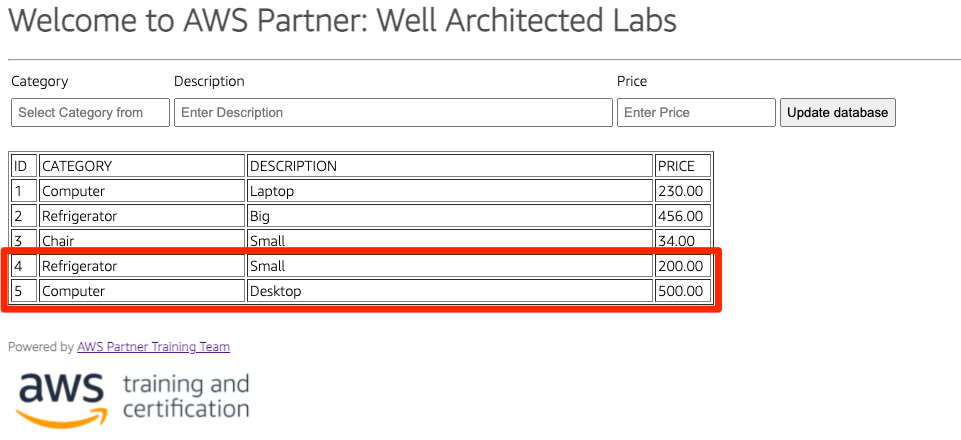 Welcome to AWS Partner: Well Architected Labs
Category Description Price
Select Category from Enter Description Enter Price Update database
ID CATEGORY DESCRIPTION PRICE
1 Computer Laptop 230.00
2 Refrigerator Big 456.00
3 Chair Small 34.00
4 Refrigerator Small 200.00
5 Computer Desktop 500.00
Powered by AWS Partner Training Team
aws training and
certification